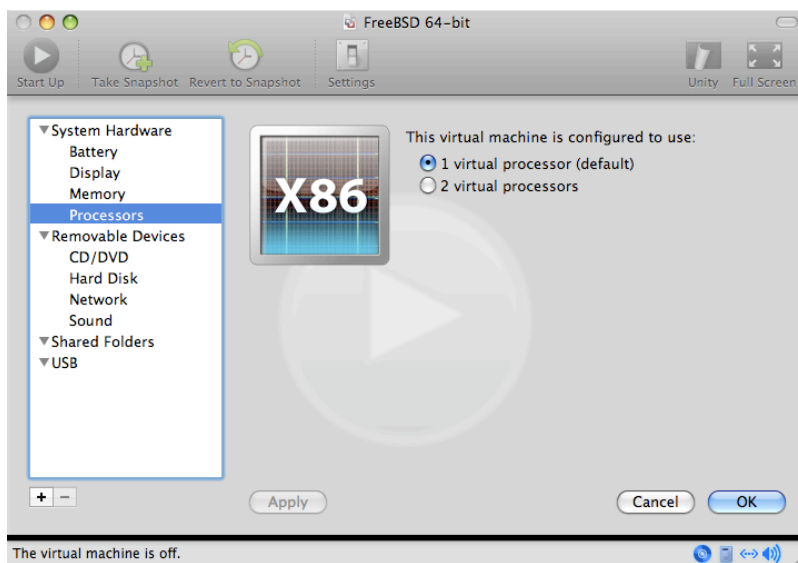 FreeBSD 64-bit
Start Up Take Snapshot Revert to Snapshot Settings Unity Full Screen
System Hardware
Battery
Display
Memory
Processors
Removable Devices
CD/DVD
Hard Disk
Network
Sound
Shared Folders
USB
X86
This virtual machine is configured to use:
1 virtual processor (default)
2 virtual processors
+ −
Apply
Cancel
OK
The virtual machine is off.